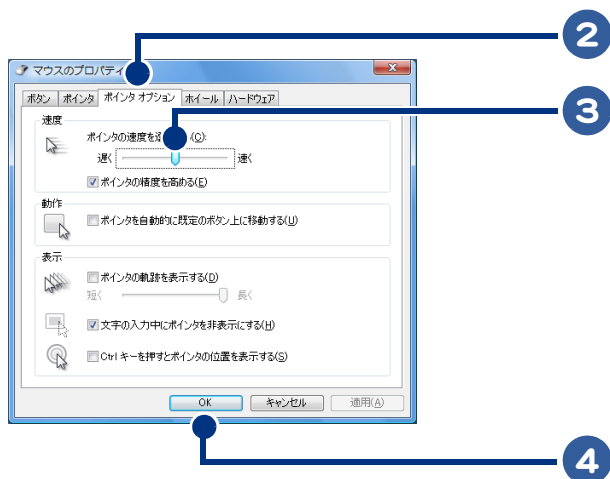 2
マウスのプロパティ
ボタン ポインタ ポインタ オプション ホイール ハードウェア
3
速度
ポインタの速度を (C):
遅く 速く
ポインタの精度を高める(E)
動作
ポインタを自動的に既定のボタン上に移動する(U)
表示
ポインタの軌跡を表示する(D)
短く 長く
文字の入力中にポインタを非表示にする(H)
Ctrl キーを押すとポインタの位置を表示する(S)
OK キャンセル 適用(A)
4